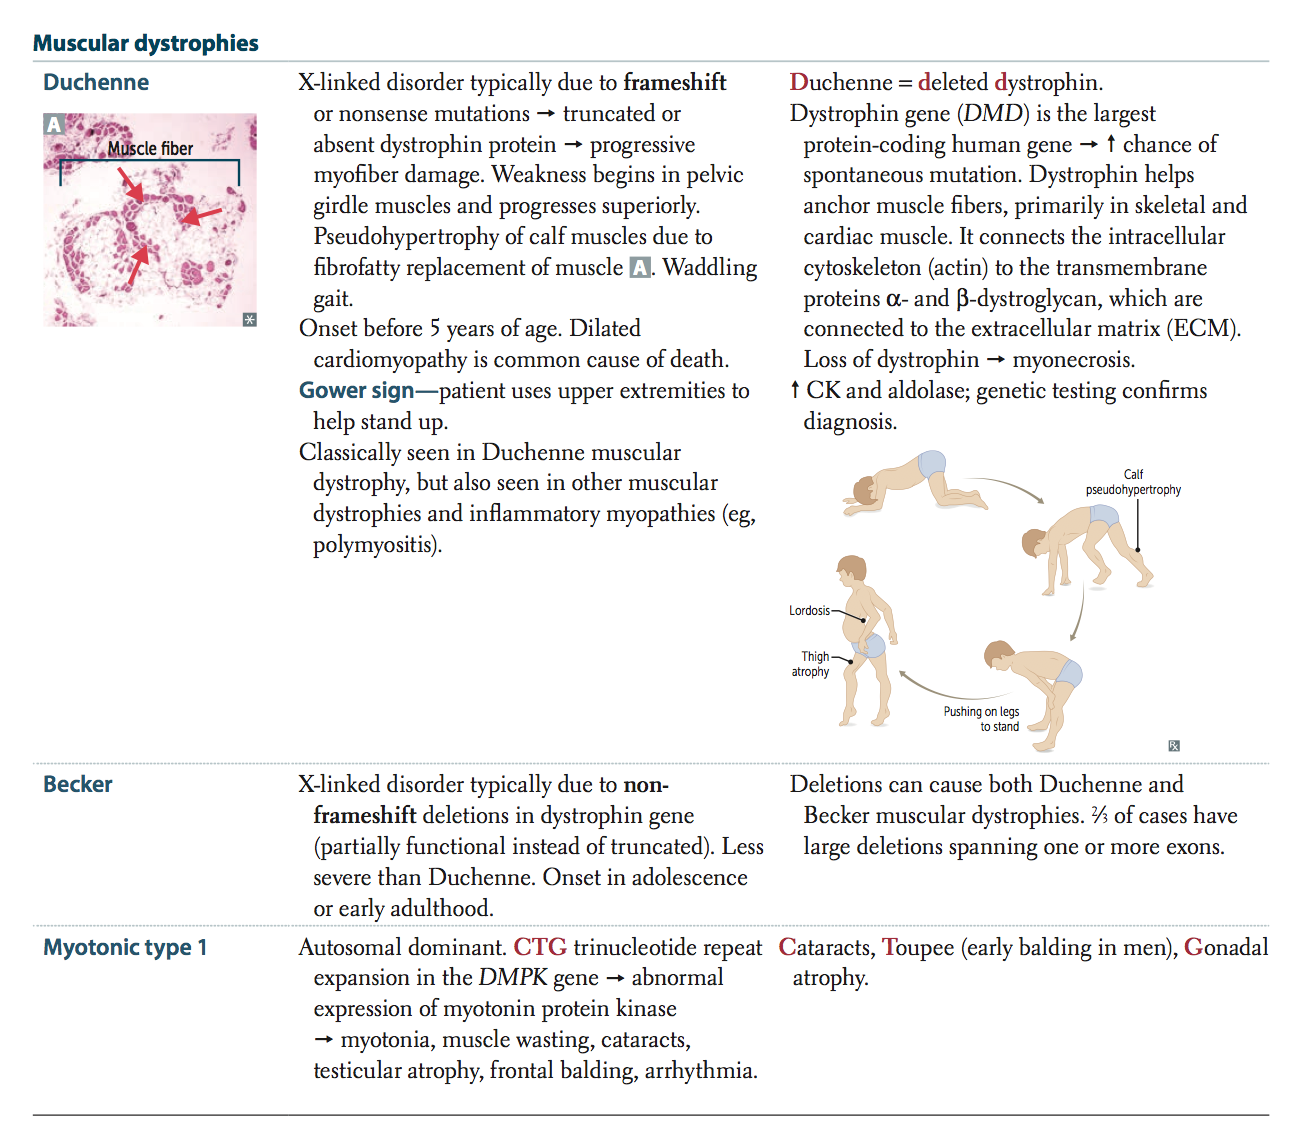 Muscular dystrophies
Duchenne
A
Muscle fiber
*
X-linked disorder typically due to frameshift
or nonsense mutations → truncated or
absent dystrophin protein → progressive
myofiber damage. Weakness begins in pelvic
girdle muscles and progresses superiorly.
Pseudohypertrophy of calf muscles due to
fibrofatty replacement of muscle A. Waddling
gait.
Onset before 5 years of age. Dilated
cardiomyopathy is common cause of death.
Gower sign—patient uses upper extremities to
help stand up.
Classically seen in Duchenne muscular
dystrophy, but also seen in other muscular
dystrophies and inflammatory myopathies (eg,
polymyositis).
Duchenne = deleted dystrophin.
Dystrophin gene (DMD) is the largest
protein-coding human gene → ↑ chance of
spontaneous mutation. Dystrophin helps
anchor muscle fibers, primarily in skeletal and
cardiac muscle. It connects the intracellular
cytoskeleton (actin) to the transmembrane
proteins α- and β-dystroglycan, which are
connected to the extracellular matrix (ECM).
Loss of dystrophin → myonecrosis.
↑ CK and aldolase; genetic testing confirms
diagnosis.
Calf
pseudohypertrophy
Lordosis
Thigh
atrophy
Pushing on legs
to stand
Rx
Becker
X-linked disorder typically due to non-
frameshift deletions in dystrophin gene
(partially functional instead of truncated). Less
severe than Duchenne. Onset in adolescence
or early adulthood.
Deletions can cause both Duchenne and
Becker muscular dystrophies. ⅔ of cases have
large deletions spanning one or more exons.
Myotonic type 1
Autosomal dominant. CTG trinucleotide repeat
expansion in the DMPK gene → abnormal
expression of myotonin protein kinase
→ myotonia, muscle wasting, cataracts,
testicular atrophy, frontal balding, arrhythmia.
Cataracts, Toupee (early balding in men), Gonadal
atrophy.